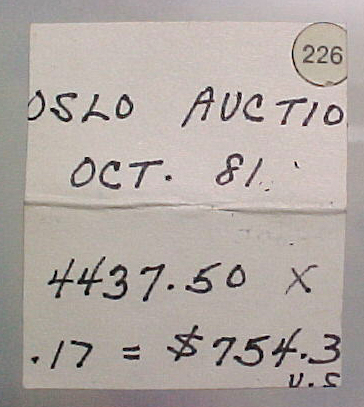 226
OSLO AUCTIO
OCT. 81.
4437.50 X
.17 = $754.3
U.S